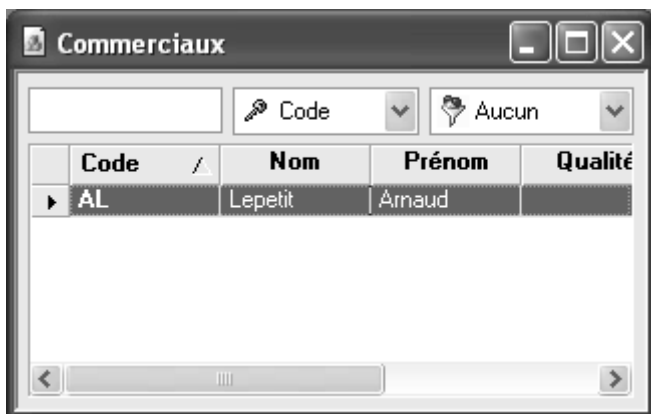 Commerciaux
Code Aucun
Code Nom Prénom Qualité
AL Lepetit Arnaud